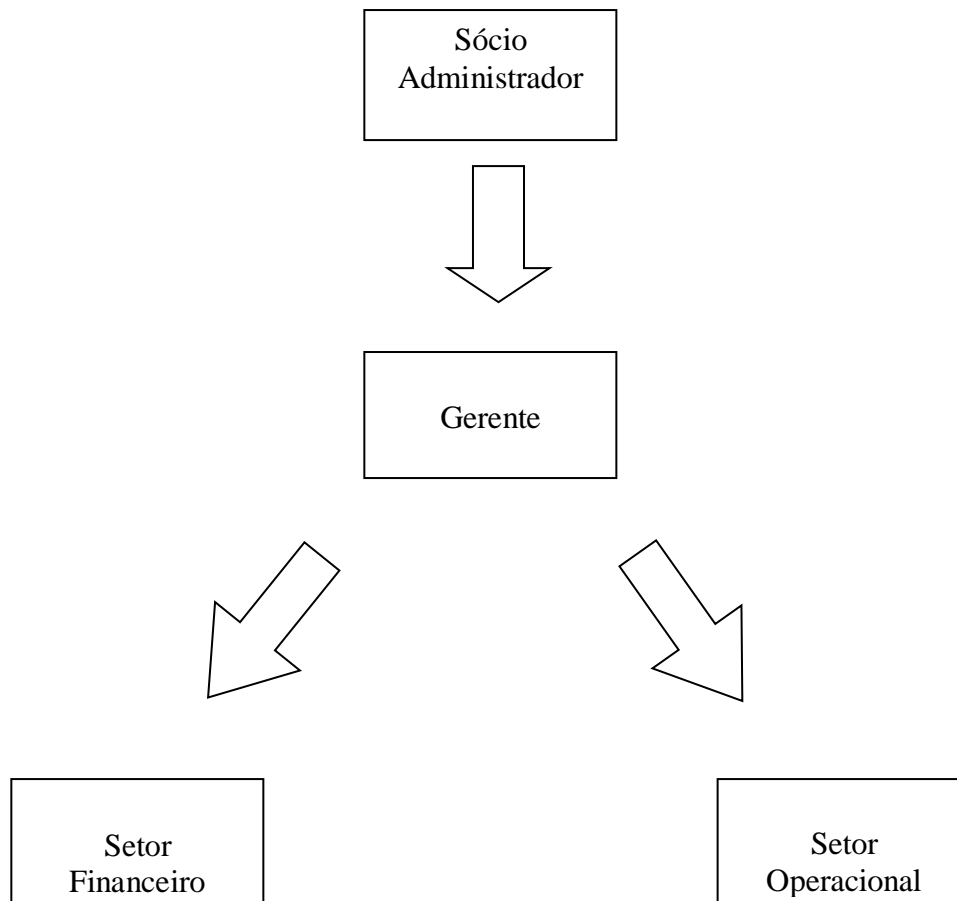 Sócio
Administrador
Gerente
Setor
Financeiro
Setor
Operacional